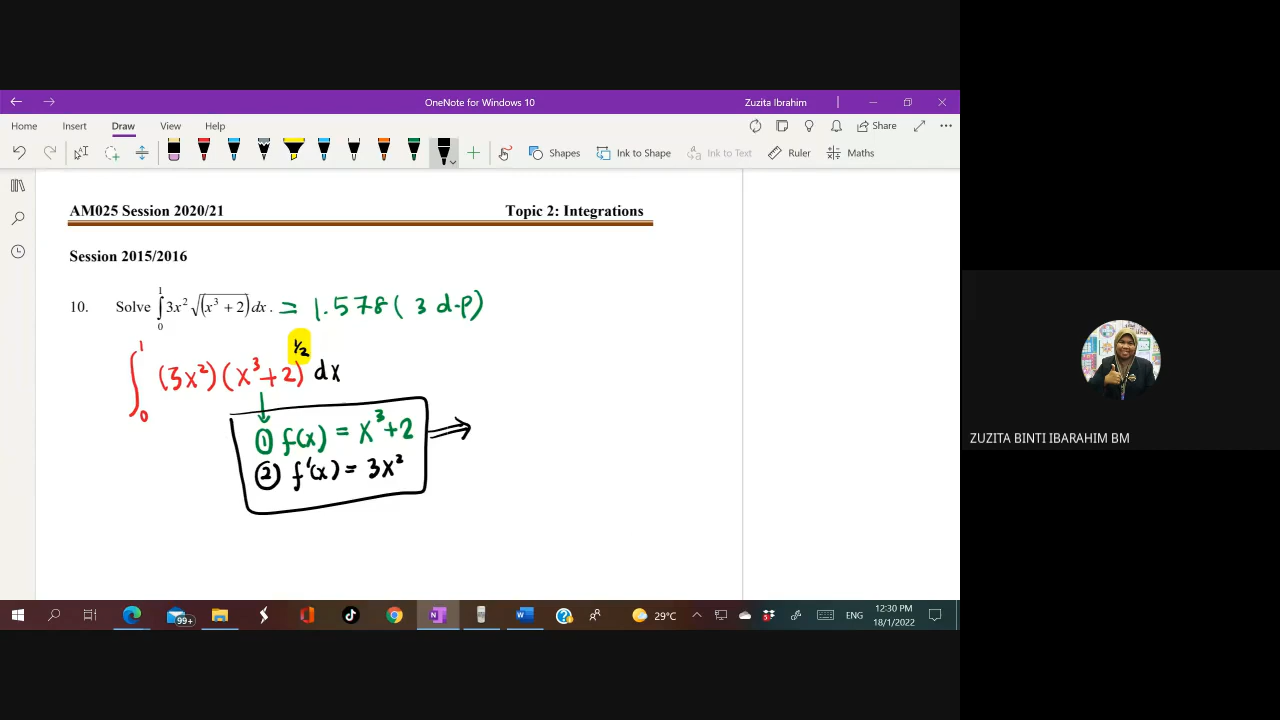 OneNote for Windows 10 Zuzita Ibrahim
Home Insert Draw View Help Share
Shapes Ink to Shape Ink to Text Ruler Maths
AM025 Session 2020/21 Topic 2: Integrations
Session 2015/2016
10. Solve ∫₀¹ 3x² √(x³ + 2) dx . = 1.578 ( 3 d.p)
∫₀¹ (3x²)(x³+2)^½ dx
① f(x) = x³+2
② f'(x) = 3x²
ZUZITA BINTI IBARAHIM BM
99+ 29°C ENG 12:30 PM
18/1/2022